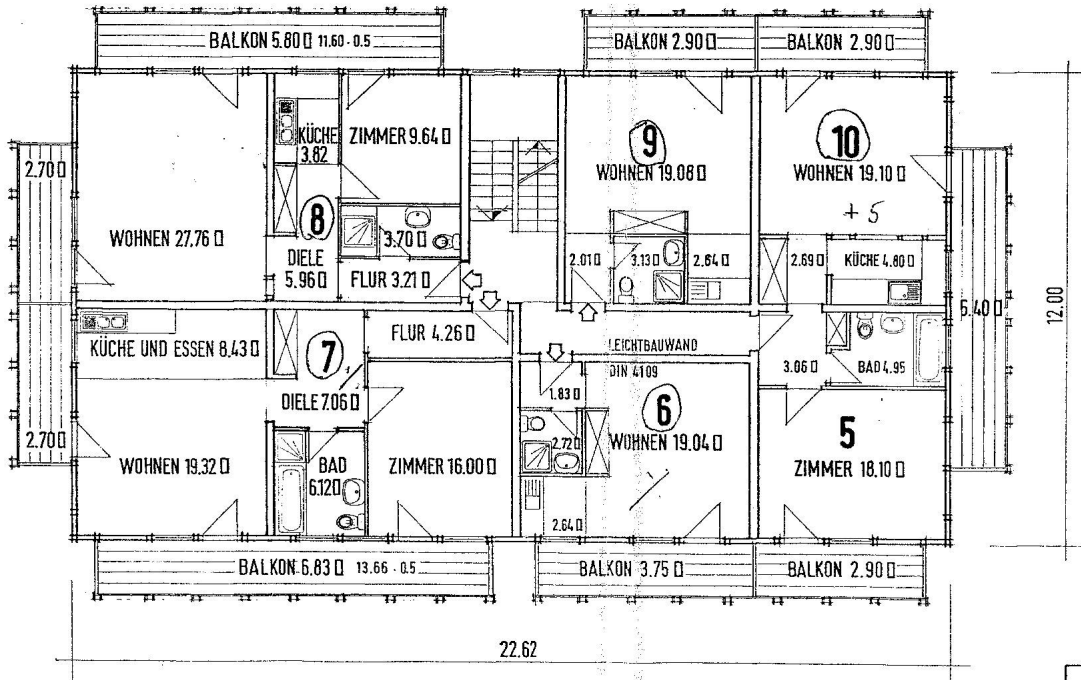 BALKON 5.80 □ 11.60 · 0.5
BALKON 2.90 □
BALKON 2.90 □
2.70 □
WOHNEN 27.76 □
KÜCHE
3.82
ZIMMER 9.64 □
8
DIELE
5.96 □
3.70 □
FLUR 3.21 □
9
WOHNEN 19.08 □
2.01 □
3.13 □
2.64 □
10
WOHNEN 19.10 □
+ 5
2.69 □
KÜCHE 4.80 □
6.40 □
12.00
KÜCHE UND ESSEN 8.43 □
7
FLUR 4.26 □
DIELE 7.06 □
LEICHTBAUWAND
DIN 4109
1.83 □
6
WOHNEN 19.04 □
2.72 □
2.64 □
3.06 □
BAD 4.95
5
ZIMMER 18.10 □
2.70 □
WOHNEN 19.32 □
BAD
6.12 □
ZIMMER 16.00 □
BALKON 6.83 □ 13.66 · 0.5
BALKON 3.75 □
BALKON 2.90 □
22.62